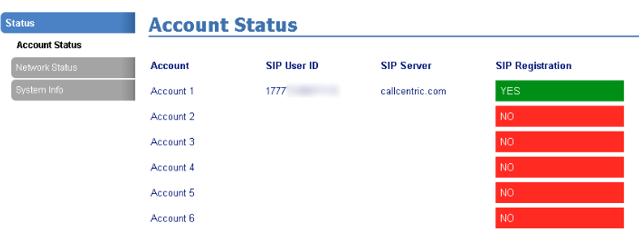 Status
Account Status
Network Status
System Info
Account Status
Account SIP User ID SIP Server SIP Registration
Account 1 1777 callcentric.com YES
Account 2 NO
Account 3 NO
Account 4 NO
Account 5 NO
Account 6 NO